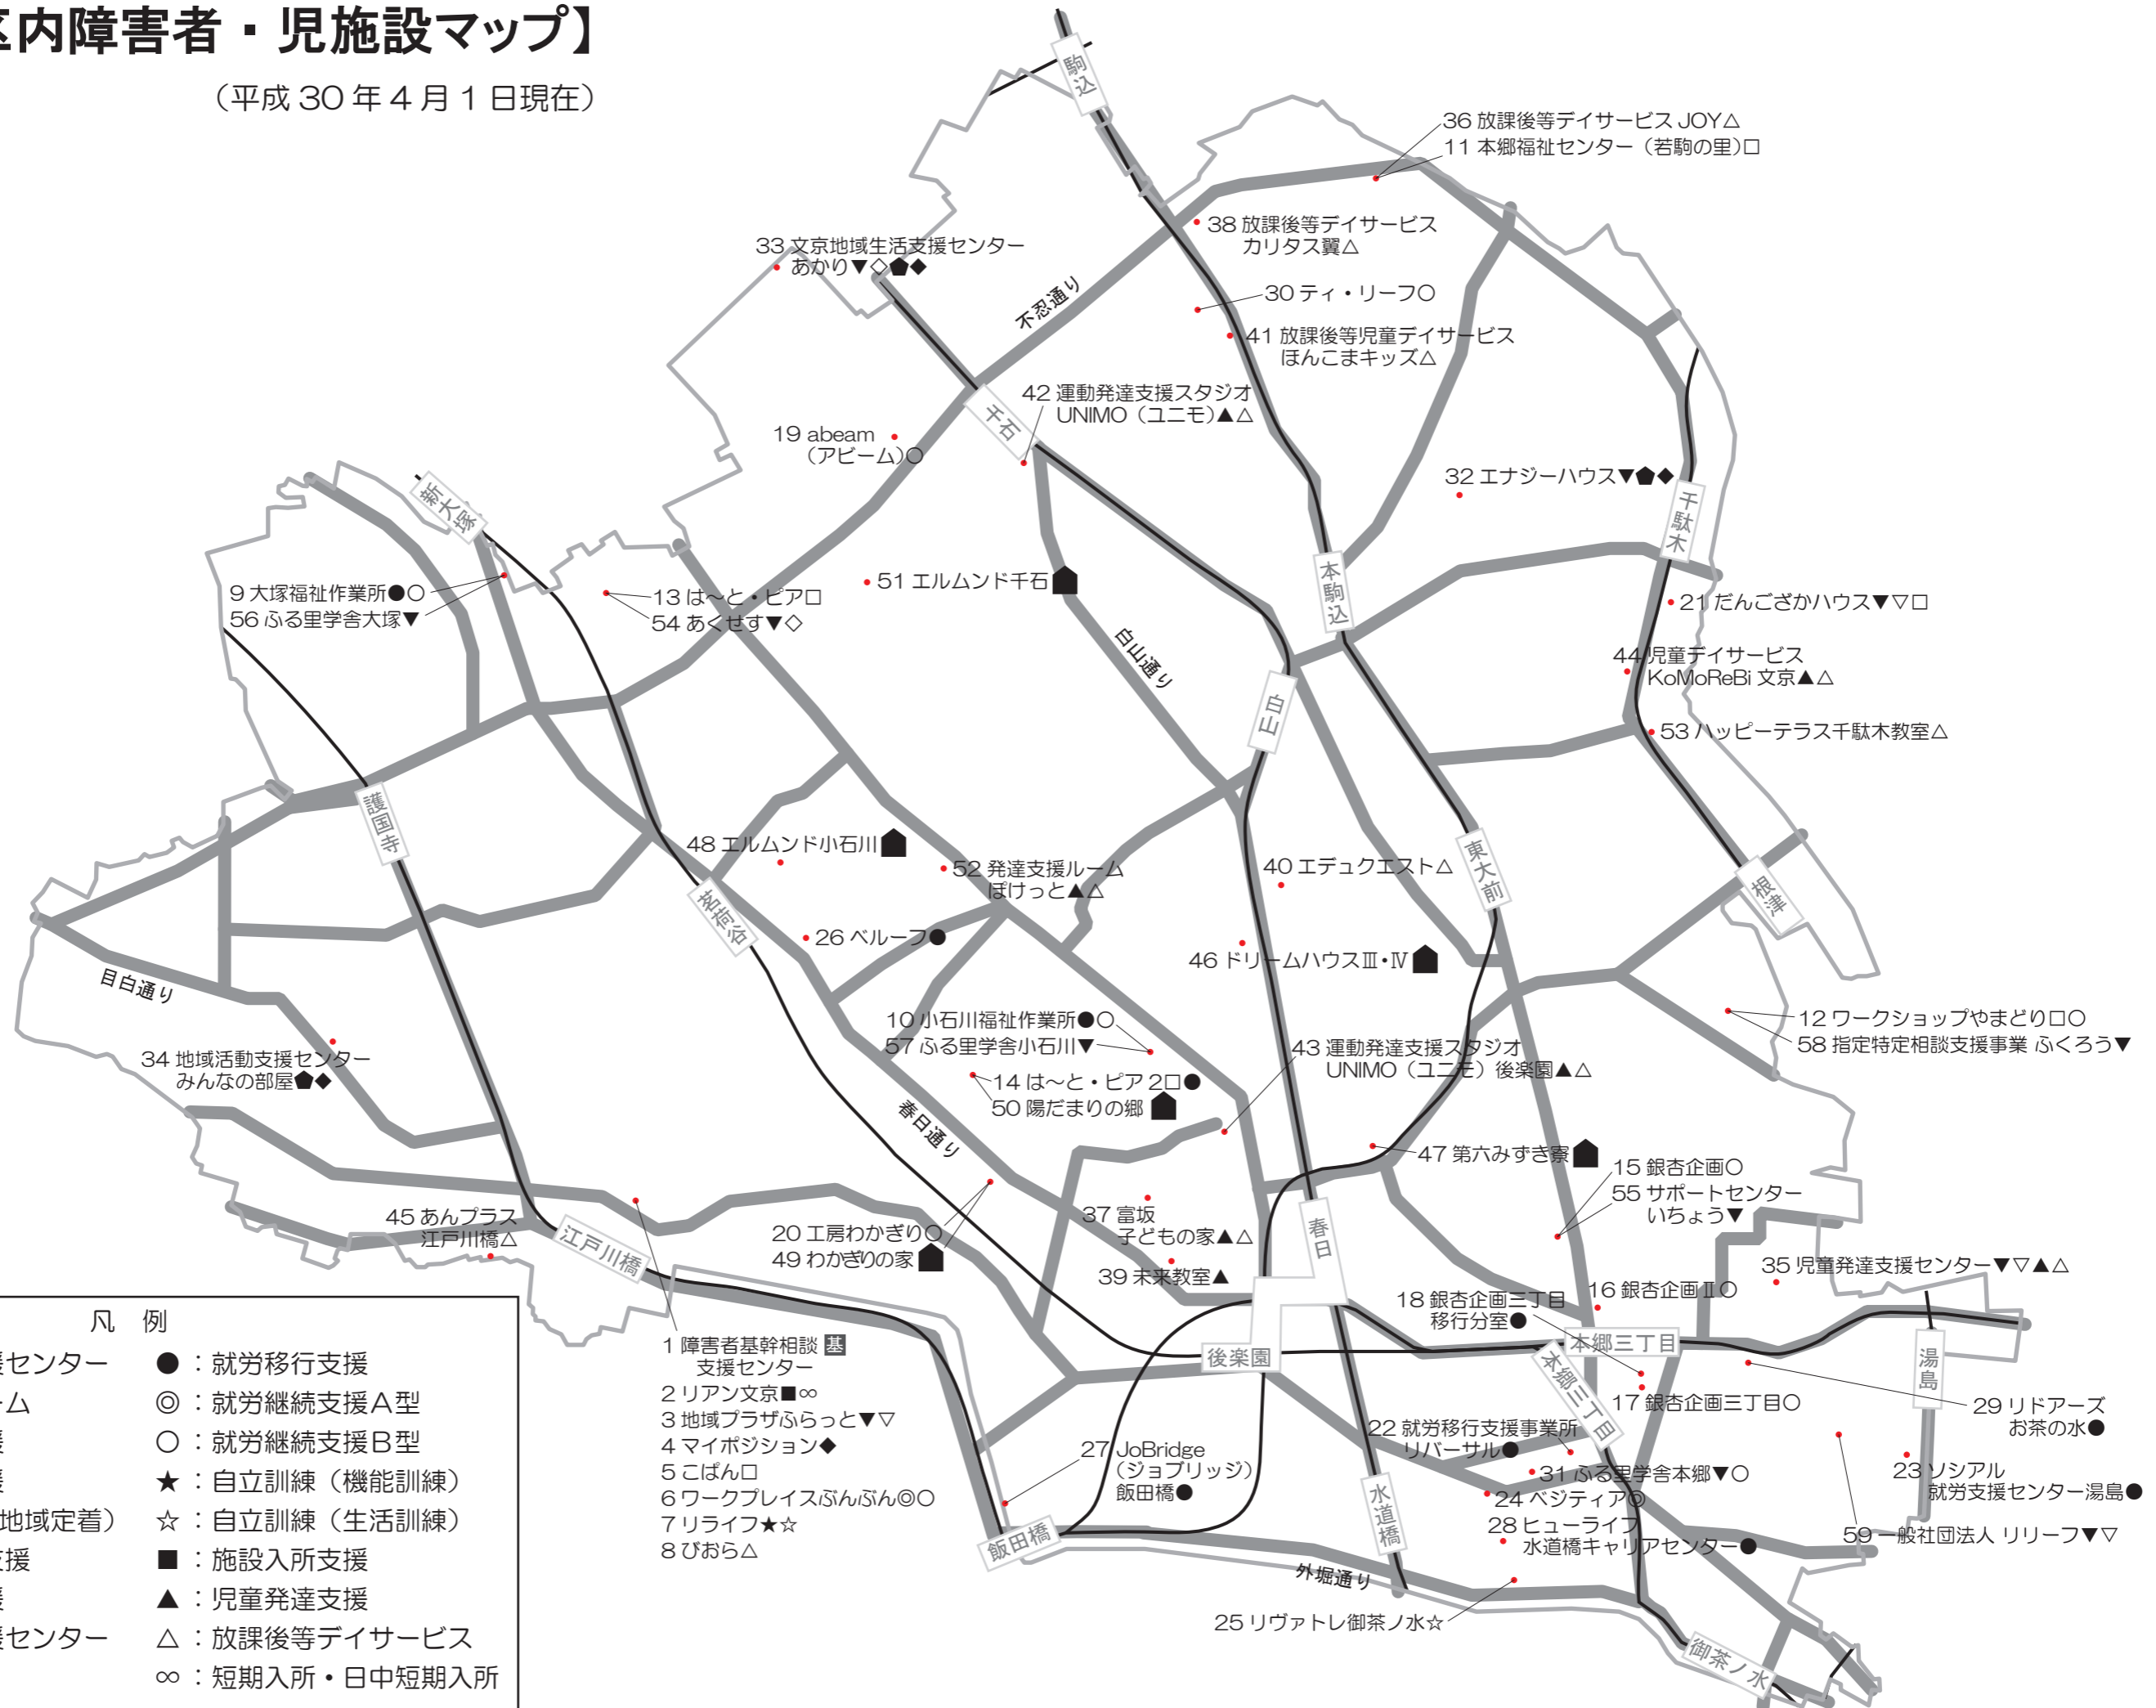 区内障害者・児施設マップ】
（平成 30 年 4 月 1 日現在）
駒込
36 放課後等デイサービス JOY△
11 本郷福祉センター（若駒の里）□
38 放課後等デイサービス
カリタス翼△
33 文京地域生活支援センター
あかり▼◇⬟◆
不忍通り
30 ティ・リーフ○
41 放課後等児童デイサービス
ほんこまキッズ△
42 運動発達支援スタジオ
UNIMO（ユニモ）▲△
千石
19 abeam
（アビーム）○
32 エナジーハウス▼⬟◆
新大塚
千駄木
9 大塚福祉作業所●○
56 ふる里学舎大塚▼
13 は～と・ピア□
54 あくせす▼◇
51 エルムンド千石
本駒込
21 だんござかハウス▼▽□
白山通り
44 児童デイサービス
KoMoReBi 文京▲△
白山
53 ハッピーテラス千駄木教室△
護国寺
48 エルムンド小石川
52 発達支援ルーム
ぽけっと▲△
40 エデュクエスト△
東大前
根津
茗荷谷
26 ベルーフ●
46 ドリームハウスⅢ・Ⅳ
目白通り
10 小石川福祉作業所●○
57 ふる里学舎小石川▼
12 ワークショップやまどり□○
58 指定特定相談支援事業 ふくろう▼
34 地域活動支援センター
みんなの部屋⬟◆
43 運動発達支援スタジオ
UNIMO（ユニモ）後楽園▲△
14 は～と・ピア 2□●
50 陽だまりの郷
春日通り
47 第六みずき寮
15 銀杏企画○
55 サポートセンター
いちょう▼
45 あんプラス
江戸川橋△
江戸川橋
20 工房わかぎり○
49 わかぎりの家
37 富坂
子どもの家▲△
39 未来教室▲
春日
35 児童発達支援センター▼▽▲△
16 銀杏企画Ⅱ○
18 銀杏企画三丁目
移行分室●
本郷三丁目
後楽園
本郷三丁目
湯島
1 障害者基幹相談 基
支援センター
2 リアン文京■∞
3 地域プラザふらっと▼▽
4 マイポジション◆
5 こぱん□
6 ワークプレイスぶんぶん◎○
7 リライフ★☆
8 びおら△
17 銀杏企画三丁目○
29 リドアーズ
お茶の水●
22 就労移行支援事業所
リバーサル●
27 JoBridge
（ジョブリッジ）
飯田橋●
31 ふる里学舎本郷▼○
23 ソシアル
就労支援センター湯島●
24 ベジティア◎
28 ヒューライフ
水道橋キャリアセンター●
59 一般社団法人 リリーフ▼▽
水道橋
飯田橋
外堀通り
25 リヴァトレ御茶ノ水☆
御茶ノ水
凡 例
援センター ●：就労移行支援
ーム ◎：就労継続支援Ａ型
援 ○：就労継続支援Ｂ型
援 ★：自立訓練（機能訓練）
地域定着） ☆：自立訓練（生活訓練）
支援 ■：施設入所支援
援 ▲：児童発達支援
援センター △：放課後等デイサービス
∞：短期入所・日中短期入所